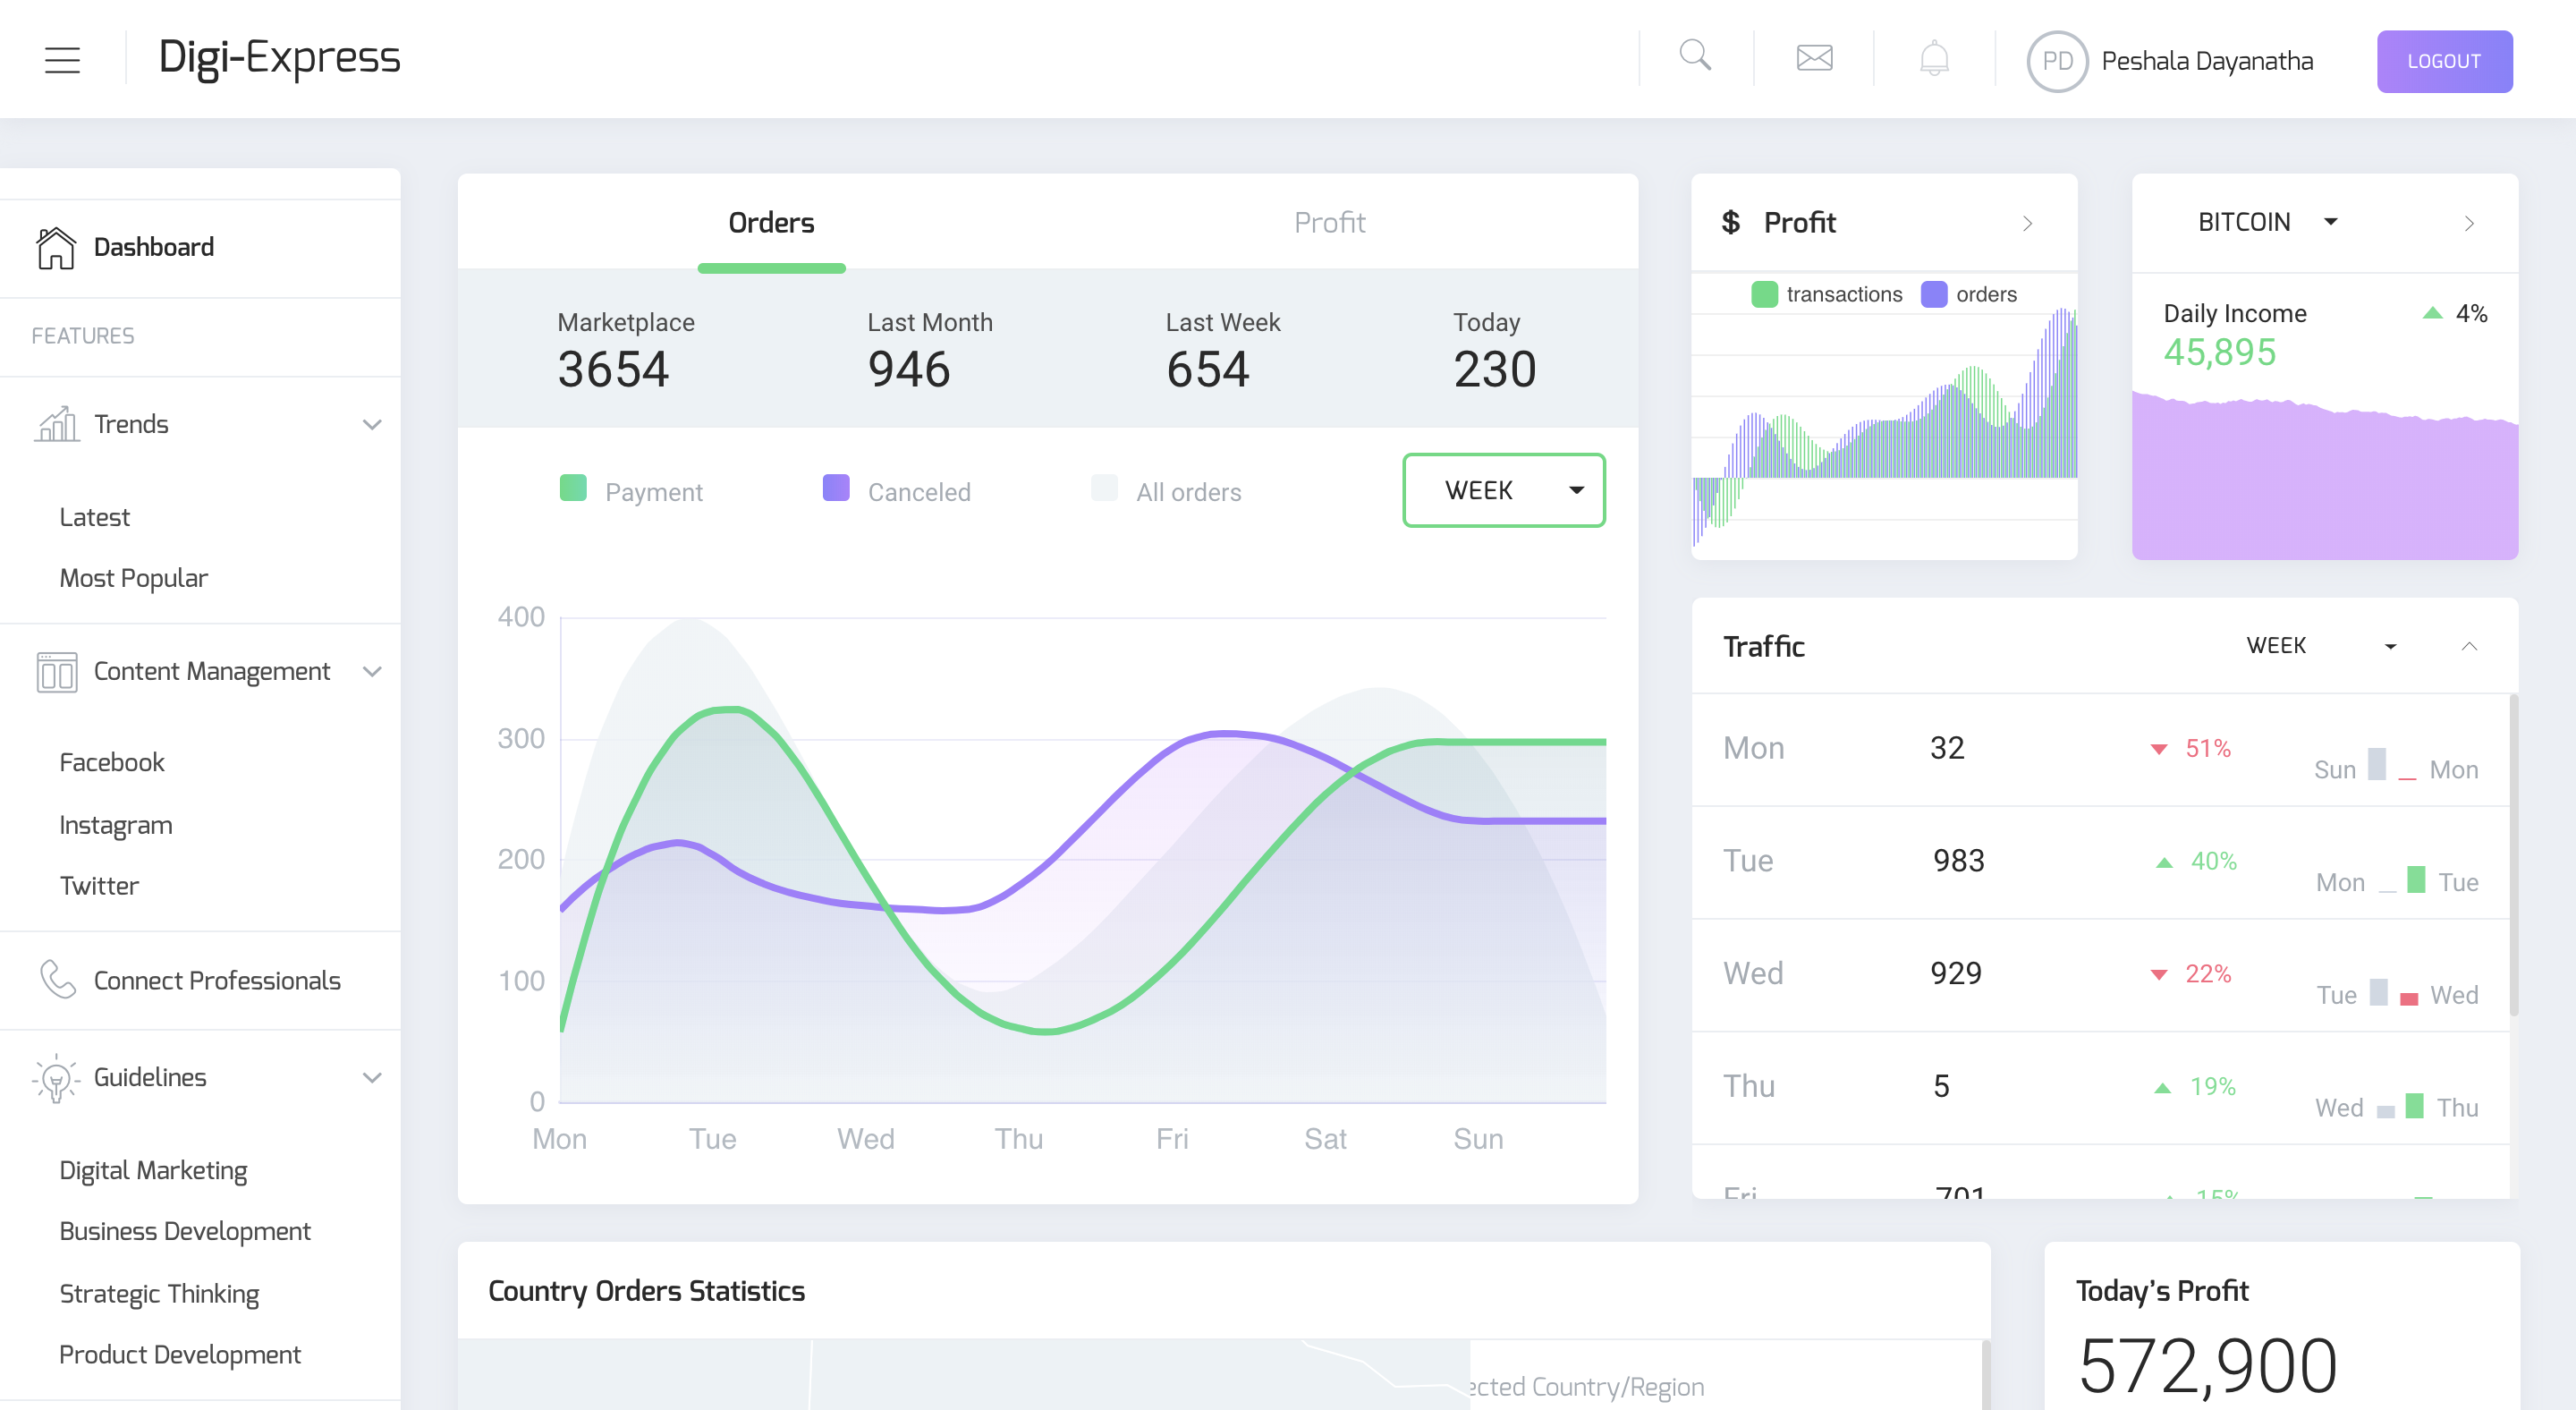 Digi-Express
PD Peshala Dayanatha
LOGOUT
Dashboard
FEATURES
Trends
Latest
Most Popular
Content Management
Facebook
Instagram
Twitter
Connect Professionals
Guidelines
Digital Marketing
Business Development
Strategic Thinking
Product Development
Orders Profit
Marketplace Last Month Last Week Today
3654 946 654 230
Payment Canceled All orders WEEK
400
300
200
100
0
Mon Tue Wed Thu Fri Sat Sun
$ Profit
transactions orders
BITCOIN
Daily Income 4%
45,895
Traffic WEEK
Mon 32 51% Sun Mon
Tue 983 40% Mon Tue
Wed 929 22% Tue Wed
Thu 5 19% Wed Thu
Fri 701 15%
Country Orders Statistics
ected Country/Region
Today's Profit
572,900